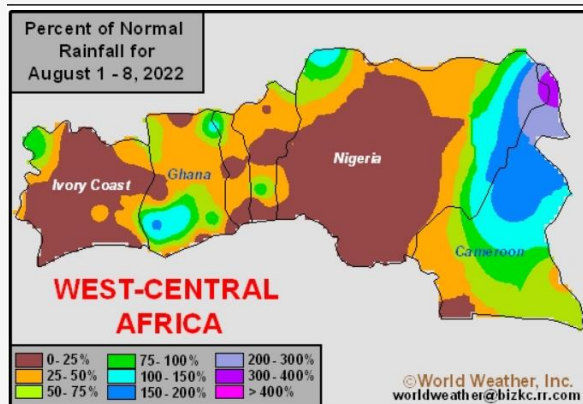 Percent of Normal
Rainfall for
August 1 - 8, 2022
Ivory Coast
Ghana
Nigeria
Cameroon
WEST-CENTRAL
AFRICA
0- 25%
25- 50%
50- 75%
75- 100%
100- 150%
150- 200%
200- 300%
300- 400%
> 400%
©World Weather, Inc.
worldweather@bizkc.rr.com